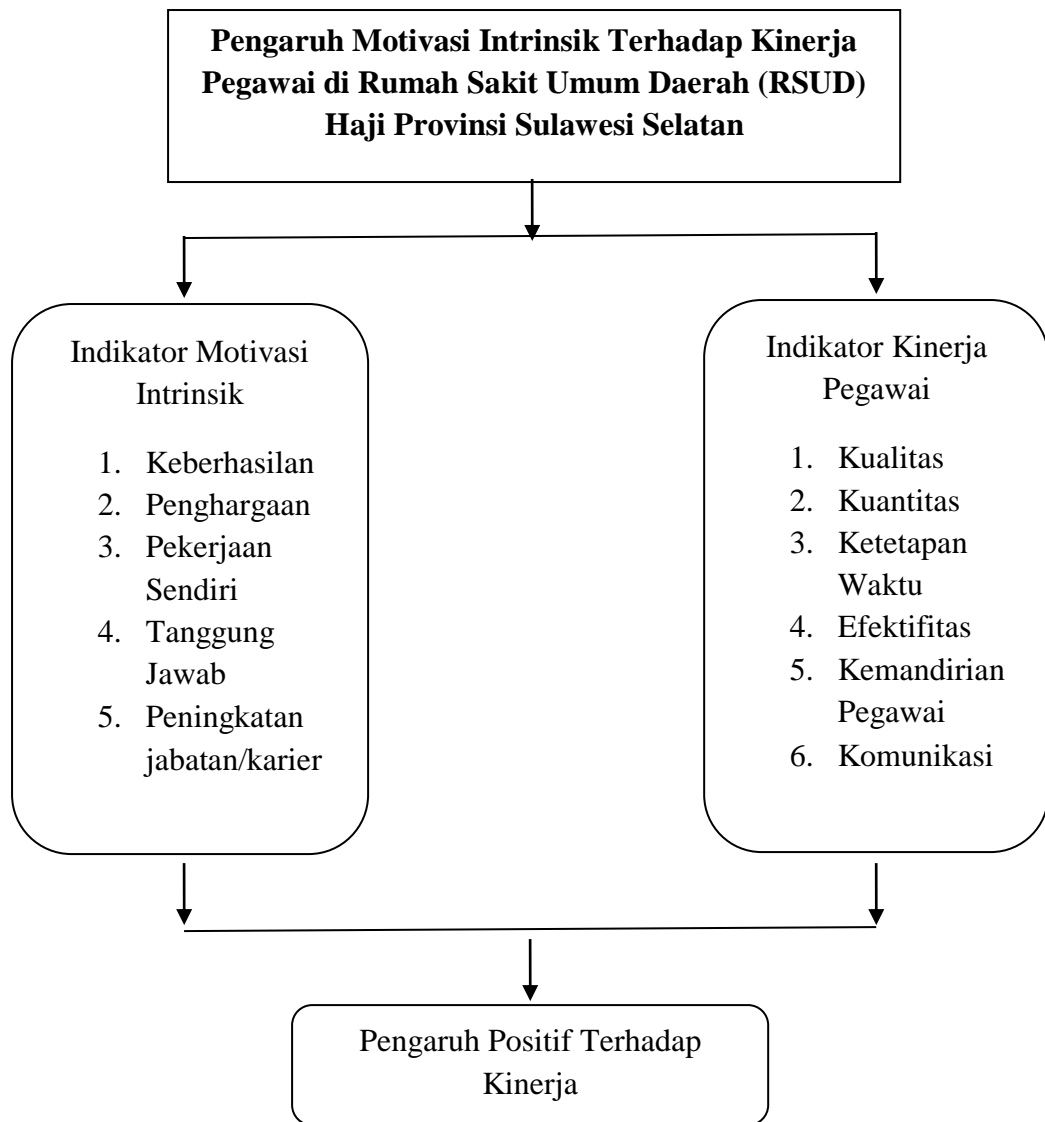 Pengaruh Motivasi Intrinsik Terhadap Kinerja
Pegawai di Rumah Sakit Umum Daerah (RSUD)
Haji Provinsi Sulawesi Selatan
Indikator Motivasi
Intrinsik
1. Keberhasilan
2. Penghargaan
3. Pekerjaan
Sendiri
4. Tanggung
Jawab
5. Peningkatan
jabatan/karier
Indikator Kinerja
Pegawai
1. Kualitas
2. Kuantitas
3. Ketetapan
Waktu
4. Efektifitas
5. Kemandirian
Pegawai
6. Komunikasi
Pengaruh Positif Terhadap
Kinerja